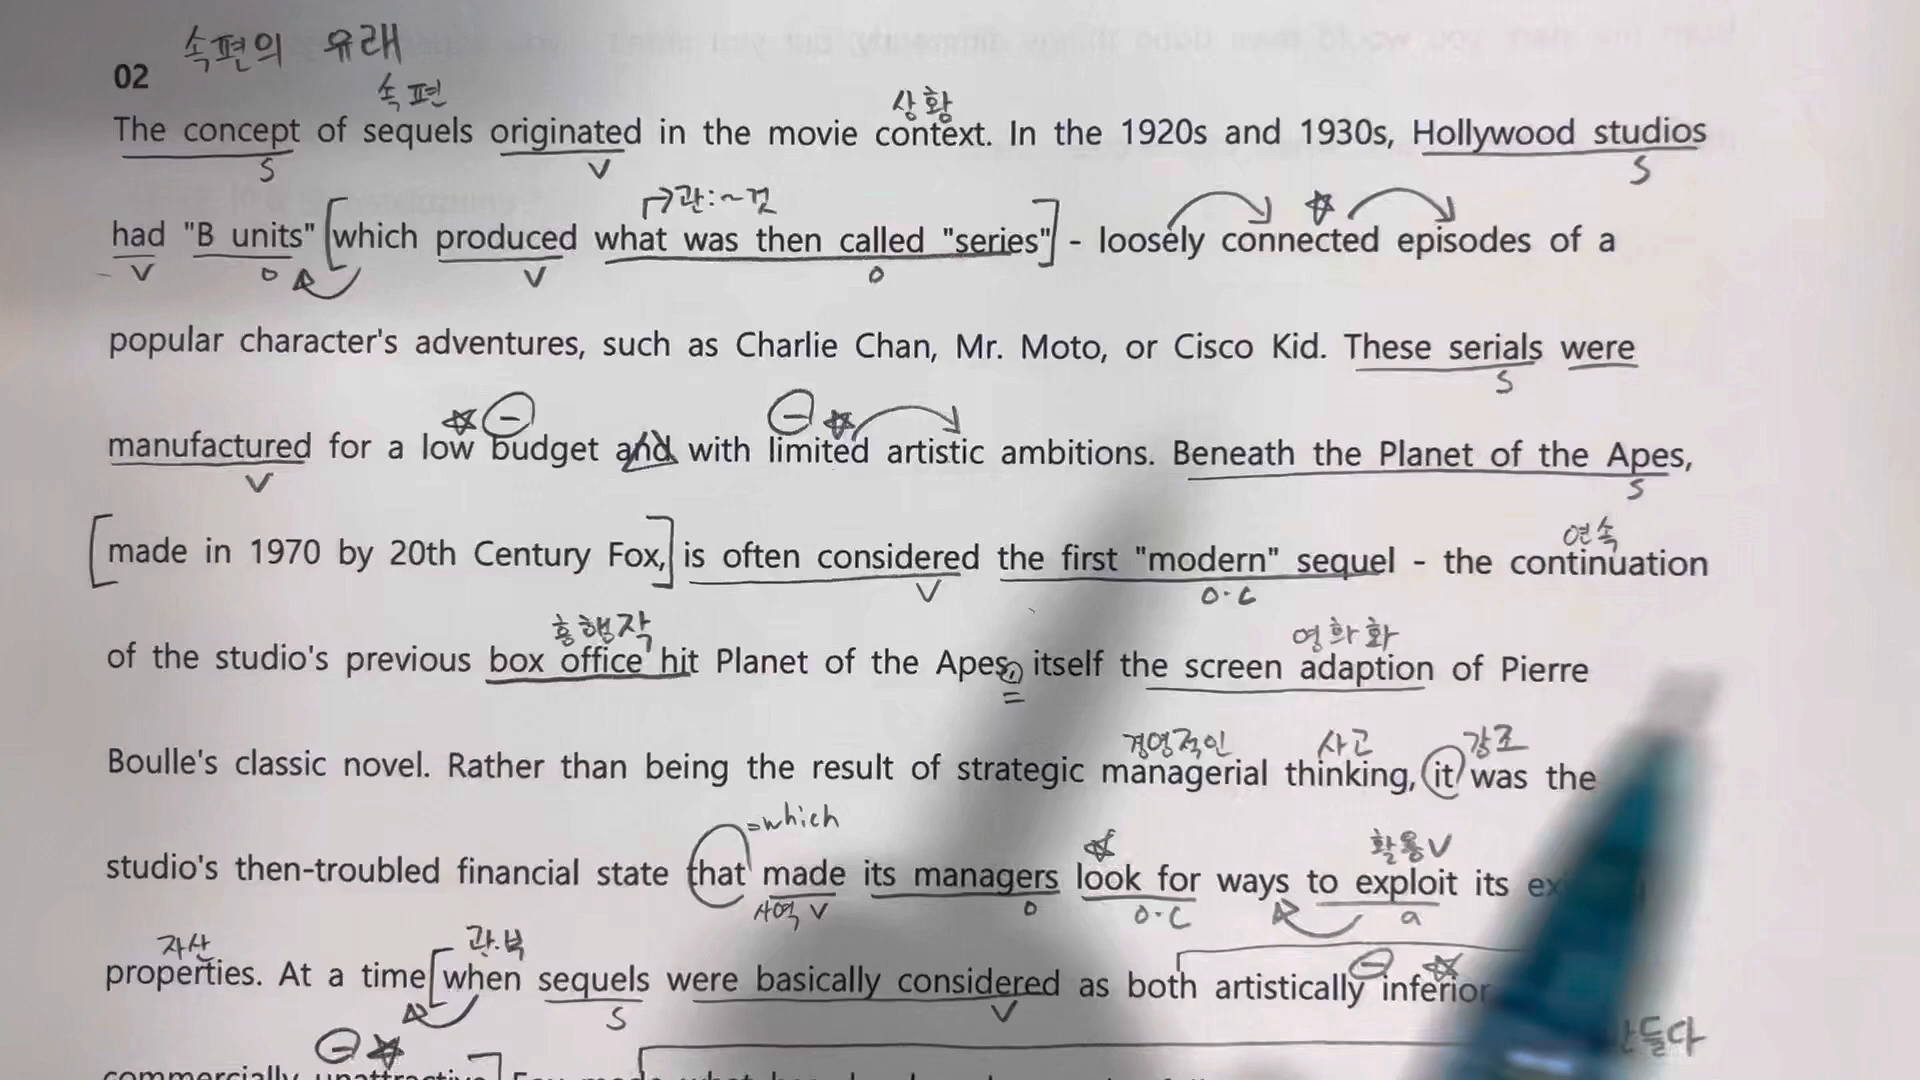 속편의 유래
02
속편 상황
The concept of sequels originated in the movie context. In the 1920s and 1930s, Hollywood studios
S V S
관:~것
had "B units" [which produced what was then called "series"] - loosely connected episodes of a
V O V O
popular character's adventures, such as Charlie Chan, Mr. Moto, or Cisco Kid. These serials were
S
manufactured for a low budget and with limited artistic ambitions. Beneath the Planet of the Apes,
V S
연속
[made in 1970 by 20th Century Fox,] is often considered the first "modern" sequel - the continuation
V O·C
흥행작 영화화
of the studio's previous box office hit Planet of the Apes, itself the screen adaption of Pierre
경영적인 사고 강조
Boulle's classic novel. Rather than being the result of strategic managerial thinking, it was the
=which 활용V
studio's then-troubled financial state that made its managers look for ways to exploit its
사역V O O·C a
자산 관.부
properties. At a time [when sequels were basically considered as both artistically inferior
S V
commercially unattractive]